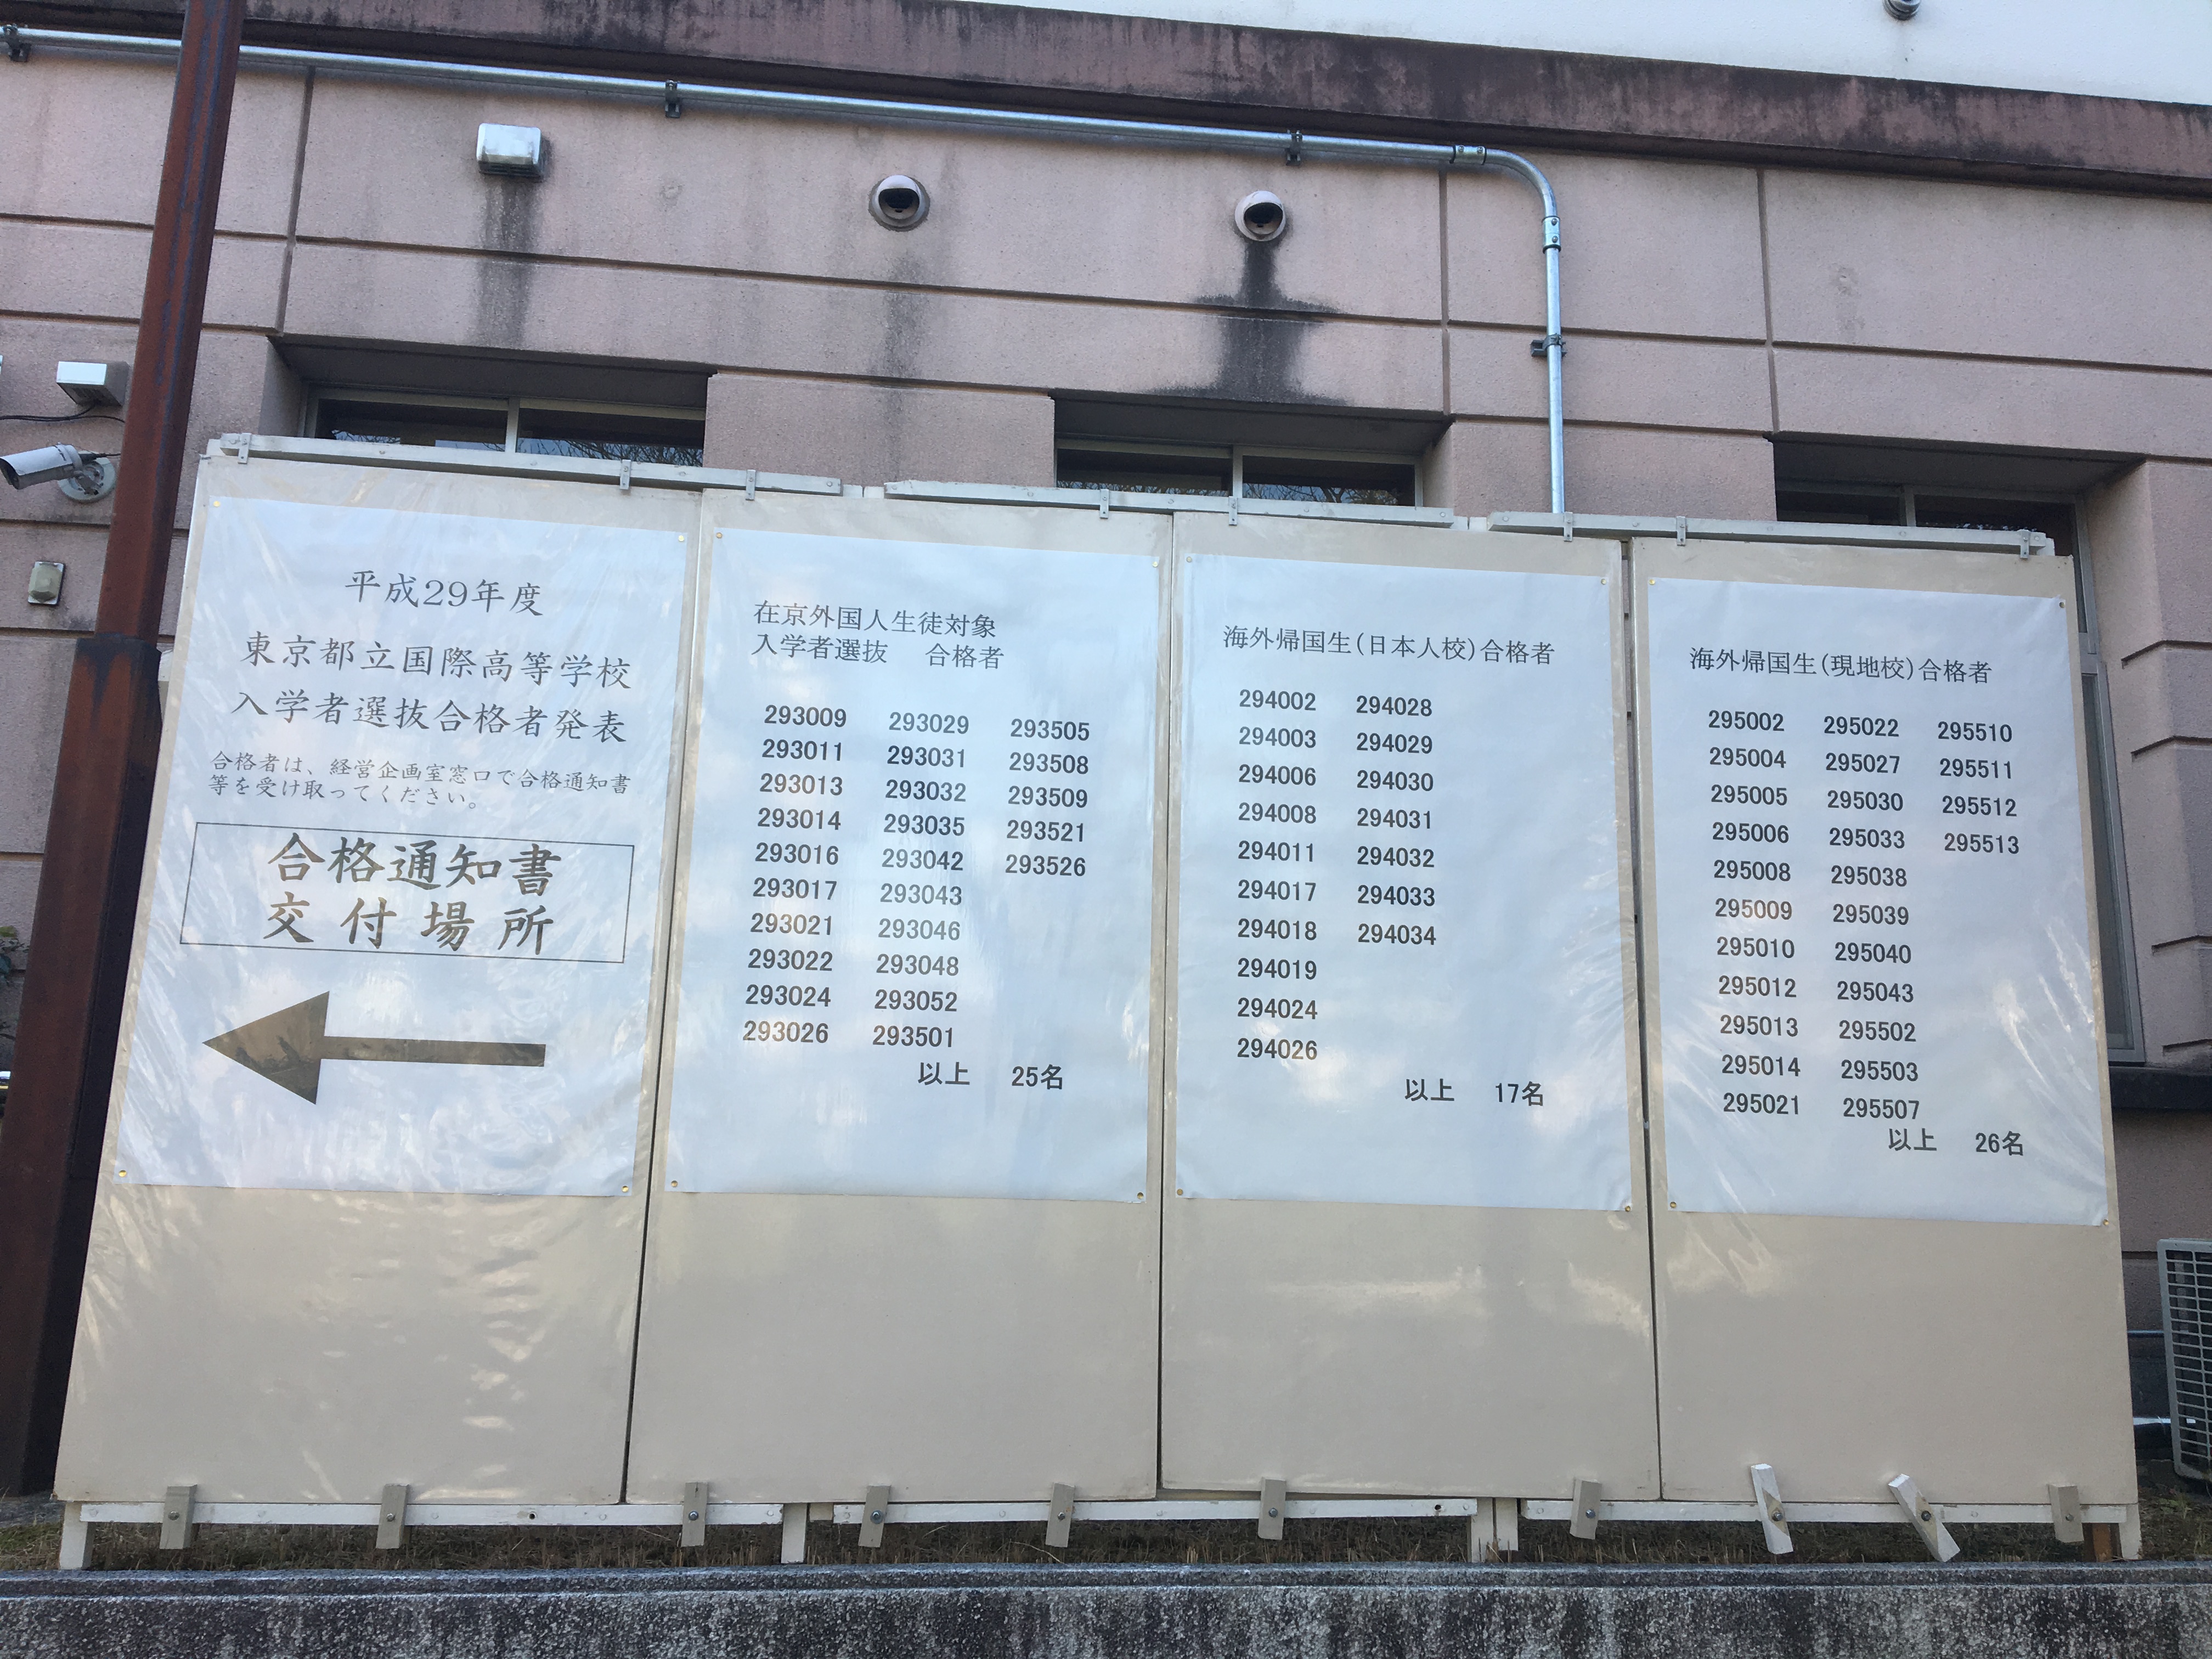 平成29年度
東京都立国際高等学校
入学者選抜合格者発表
合格者は、経営企画室窓口で合格通知書
等を受け取ってください。
合格通知書
交付場所
在京外国人生徒対象
入学者選抜 合格者
293009 293029 293505
293011 293031 293508
293013 293032 293509
293014 293035 293521
293016 293042 293526
293017 293043
293021 293046
293022 293048
293024 293052
293026 293501
以上 25名
海外帰国生(日本人校)合格者
294002 294028
294003 294029
294006 294030
294008 294031
294011 294032
294017 294033
294018 294034
294019
294024
294026
以上 17名
海外帰国生(現地校)合格者
295002 295022 295510
295004 295027 295511
295005 295030 295512
295006 295033 295513
295008 295038
295009 295039
295010 295040
295012 295043
295013 295502
295014 295503
295021 295507
以上 26名